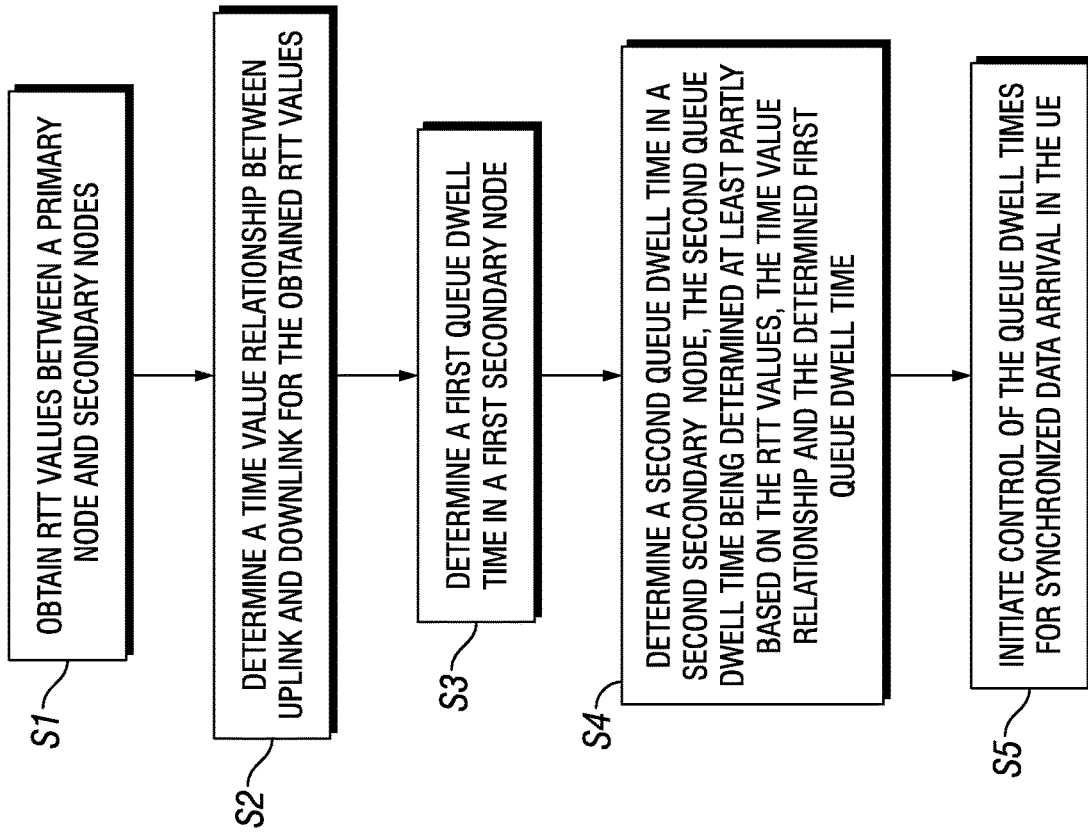 S1
OBTAIN RTT VALUES BETWEEN A PRIMARY
NODE AND SECONDARY NODES
S2
DETERMINE A TIME VALUE RELATIONSHIP BETWEEN
UPLINK AND DOWNLINK FOR THE OBTAINED RTT VALUES
S3
DETERMINE A FIRST QUEUE DWELL
TIME IN A FIRST SECONDARY NODE
S4
DETERMINE A SECOND QUEUE DWELL TIME IN A
SECOND SECONDARY NODE, THE SECOND QUEUE
DWELL TIME BEING DETERMINED AT LEAST PARTLY
BASED ON THE RTT VALUES, THE TIME VALUE
RELATIONSHIP AND THE DETERMINED FIRST
QUEUE DWELL TIME
S5
INITIATE CONTROL OF THE QUEUE DWELL TIMES
FOR SYNCHRONIZED DATA ARRIVAL IN THE UE